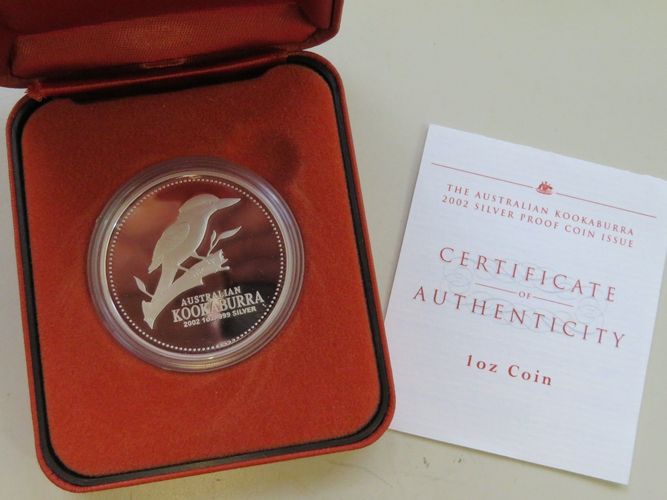 AUSTRALIAN
KOOKABURRA
2002 1OZ 999 SILVER
THE AUSTRALIAN KOOKABURRA
2002 SILVER PROOF COIN ISSUE
CERTIFICATE
OF
AUTHENTICITY
1oz Coin